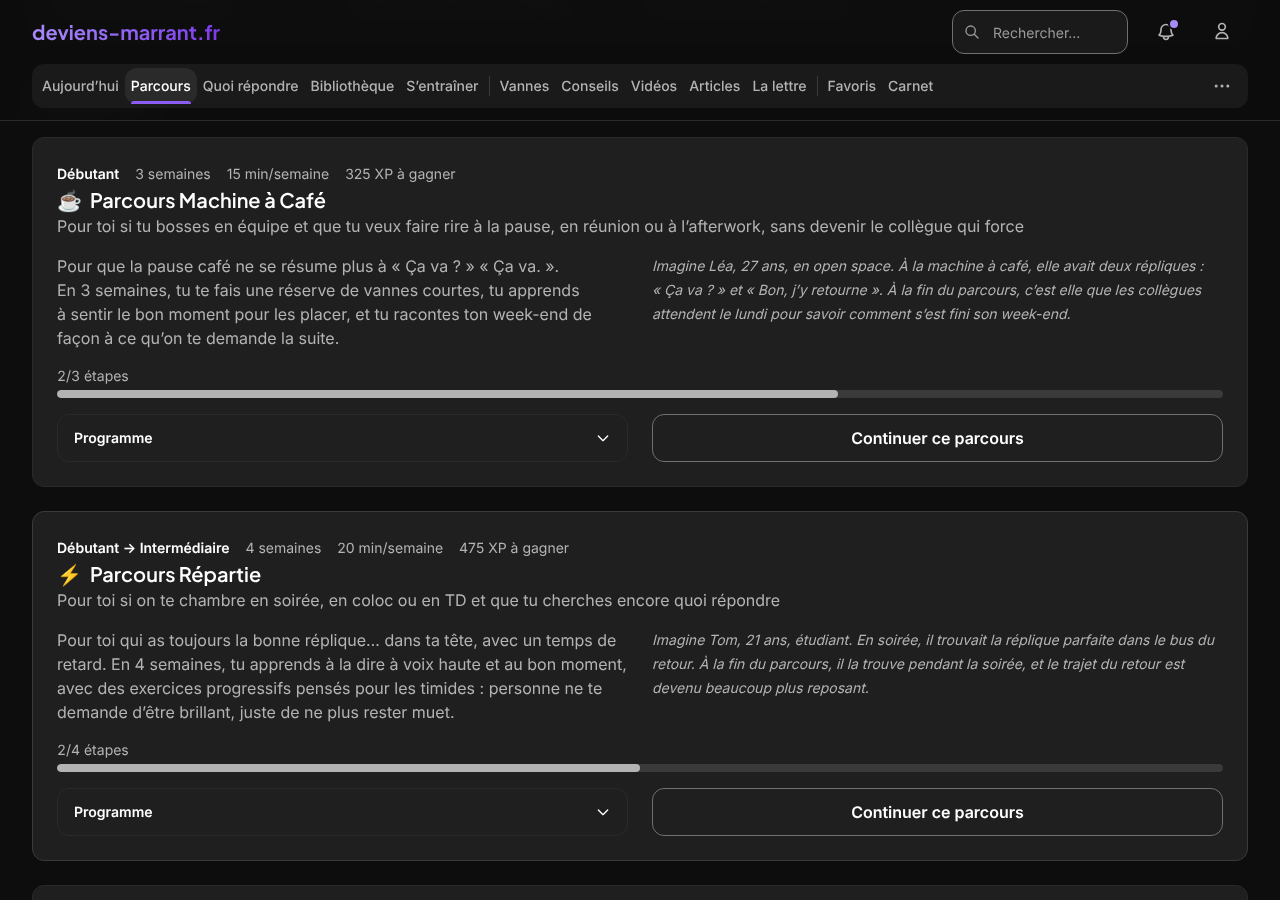 deviens-marrant.fr
Rechercher...
Aujourd’hui Parcours Quoi répondre Bibliothèque S’entraîner Vannes Conseils Vidéos Articles La lettre Favoris Carnet
Débutant 3 semaines 15 min/semaine 325 XP à gagner
☕ Parcours Machine à Café
Pour toi si tu bosses en équipe et que tu veux faire rire à la pause, en réunion ou à l’afterwork, sans devenir le collègue qui force
Pour que la pause café ne se résume plus à « Ça va ? » « Ça va. ».
En 3 semaines, tu te fais une réserve de vannes courtes, tu apprends
à sentir le bon moment pour les placer, et tu racontes ton week-end de
façon à ce qu’on te demande la suite.
Imagine Léa, 27 ans, en open space. À la machine à café, elle avait deux répliques :
« Ça va ? » et « Bon, j’y retourne ». À la fin du parcours, c’est elle que les collègues
attendent le lundi pour savoir comment s’est fini son week-end.
2/3 étapes
Programme
Continuer ce parcours
Débutant → Intermédiaire 4 semaines 20 min/semaine 475 XP à gagner
⚡ Parcours Répartie
Pour toi si on te chambre en soirée, en coloc ou en TD et que tu cherches encore quoi répondre
Pour toi qui as toujours la bonne réplique… dans ta tête, avec un temps de
retard. En 4 semaines, tu apprends à la dire à voix haute et au bon moment,
avec des exercices progressifs pensés pour les timides : personne ne te
demande d’être brillant, juste de ne plus rester muet.
Imagine Tom, 21 ans, étudiant. En soirée, il trouvait la réplique parfaite dans le bus du
retour. À la fin du parcours, il la trouve pendant la soirée, et le trajet du retour est
devenu beaucoup plus reposant.
2/4 étapes
Programme
Continuer ce parcours